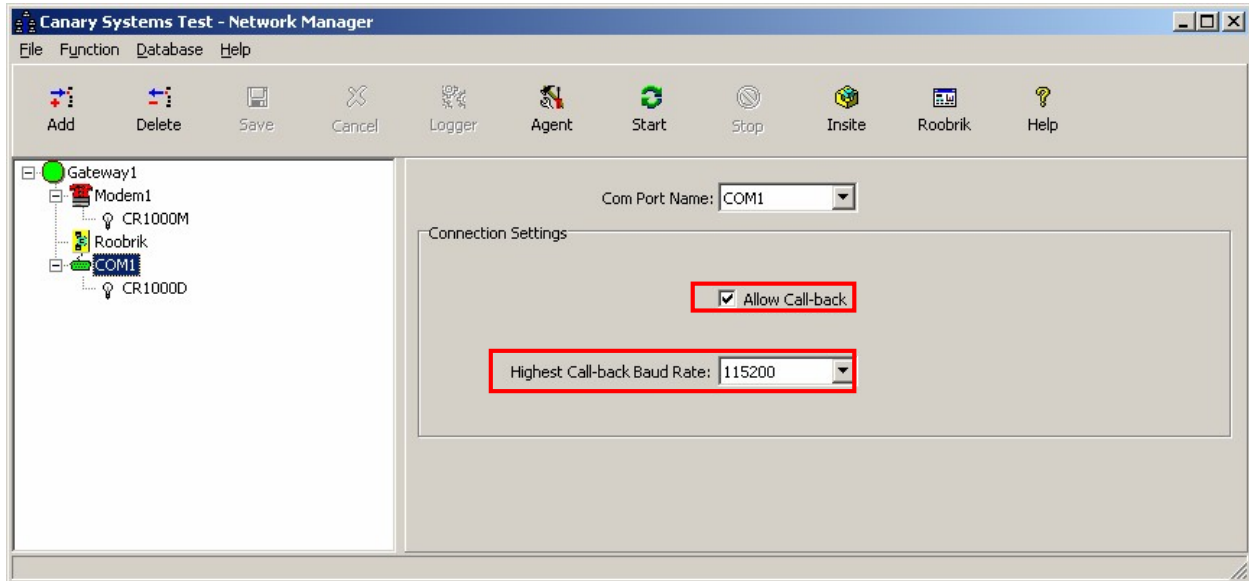 Canary Systems Test - Network Manager
File Function Database Help
Add Delete Save Cancel Logger Agent Start Stop Insite Roobrik Help
Gateway1
Modem1
CR1000M
Roobrik
COM1
CR1000D
Com Port Name: COM1
Connection Settings
Allow Call-back
Highest Call-back Baud Rate: 115200